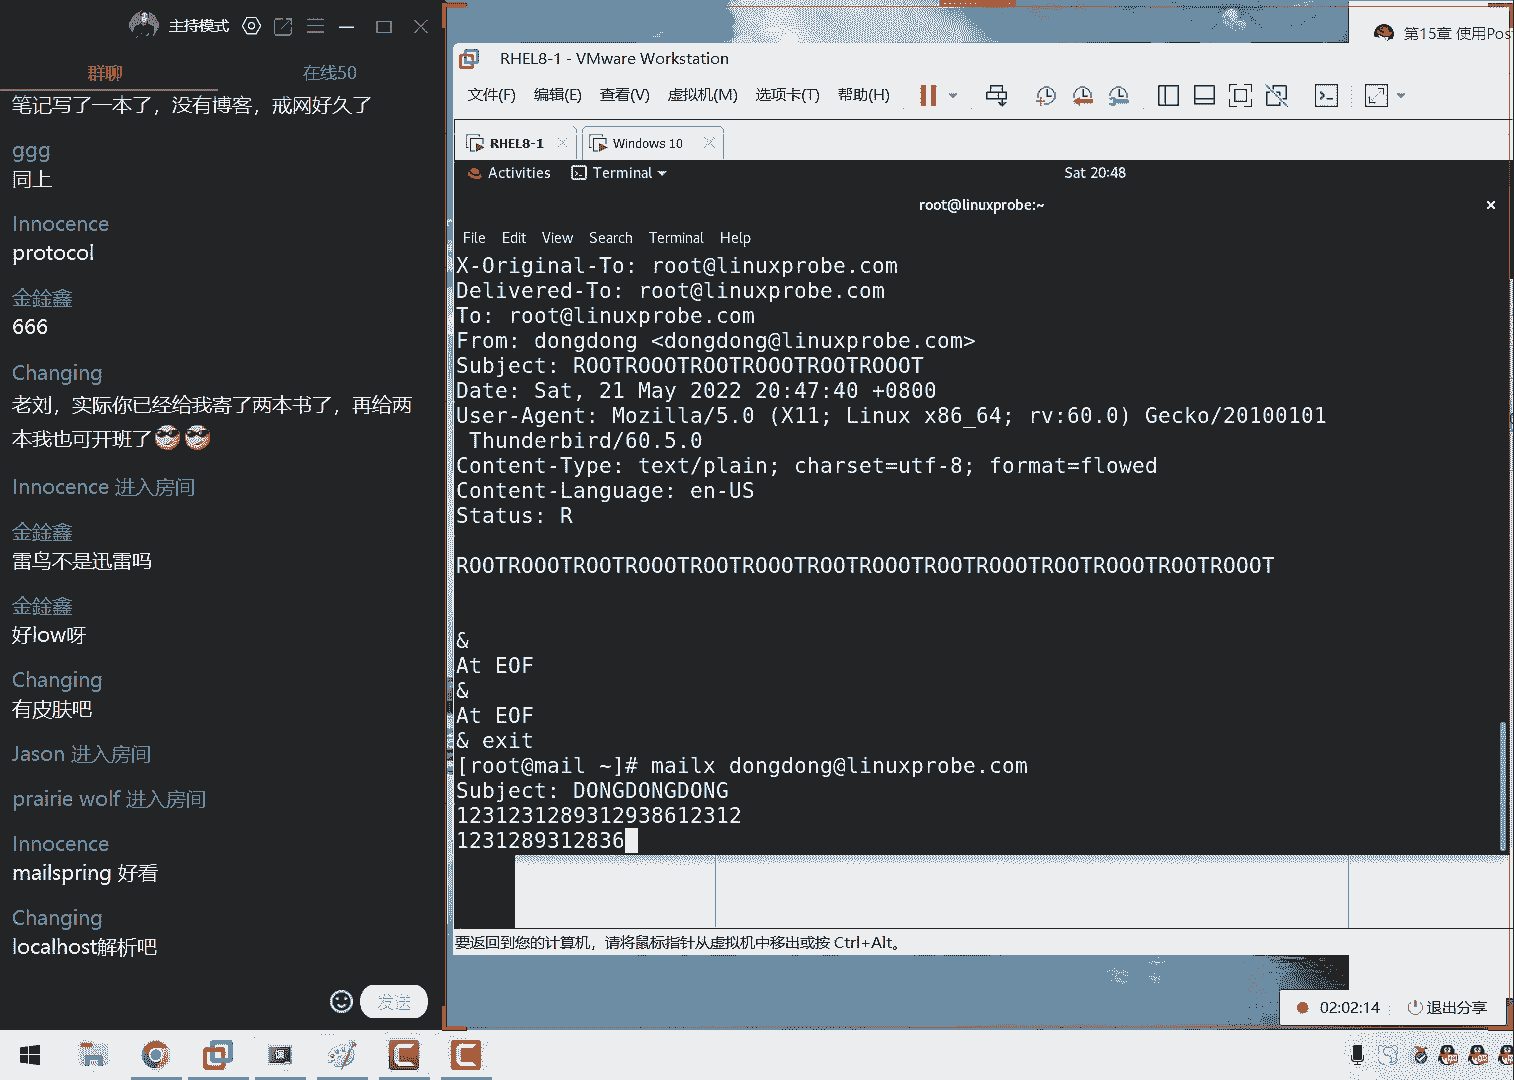 主持模式
群聊
在线50
笔记写了一本了，没有博客，戒网好久了
ggg
同上
Innocence
protocol
金鍂鑫
666
Changing
老刘，实际你已经给我寄了两本书了，再给两
本我也可开班了
Innocence 进入房间
金鍂鑫
雷鸟不是迅雷吗
金鍂鑫
好low呀
Changing
有皮肤吧
Jason 进入房间
prairie wolf 进入房间
Innocence
mailspring 好看
Changing
localhost解析吧
发送
第15章 使用Pos
RHEL8-1 - VMware Workstation
文件(F) 编辑(E) 查看(V) 虚拟机(M) 选项卡(T) 帮助(H)
RHEL8-1
Windows 10
Activities
Terminal
Sat 20:48
root@linuxprobe:~
File Edit View Search Terminal Help
X-Original-To: root@linuxprobe.com
Delivered-To: root@linuxprobe.com
To: root@linuxprobe.com
From: dongdong <dongdong@linuxprobe.com>
Subject: ROOTROOOTROOTROOOTROOTROOOT
Date: Sat, 21 May 2022 20:47:40 +0800
User-Agent: Mozilla/5.0 (X11; Linux x86_64; rv:60.0) Gecko/20100101
Thunderbird/60.5.0
Content-Type: text/plain; charset=utf-8; format=flowed
Content-Language: en-US
Status: R
ROOTROOOTROOTROOOTROOTROOOTROOTROOOTROOTROOOTROOTROOOTROOTROOOT
&
At EOF
&
At EOF
& exit
[root@mail ~]# mailx dongdong@linuxprobe.com
Subject: DONGDONGDONG
1231231289312938612312
1231289312836
要返回到您的计算机，请将鼠标指针从虚拟机中移出或按 Ctrl+Alt。
02:02:14
退出分享